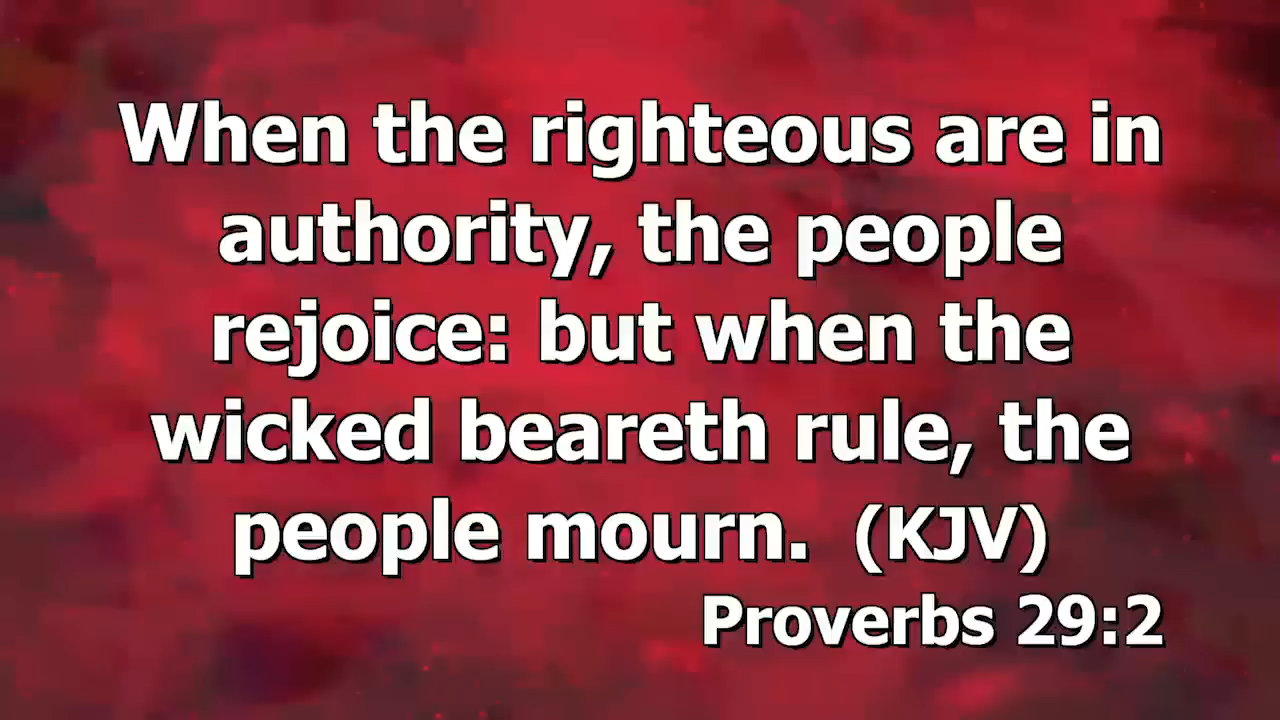 When the righteous are in
authority, the people
rejoice: but when the
wicked beareth rule, the
people mourn. (KJV)
Proverbs 29:2